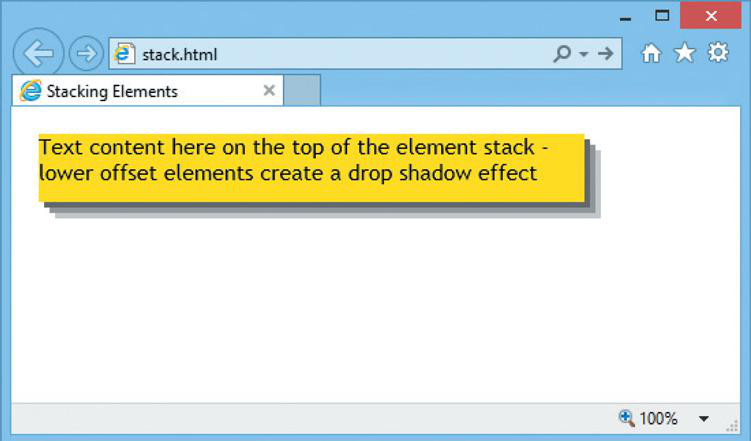 stack.html
Stacking Elements
Text content here on the top of the element stack -
lower offset elements create a drop shadow effect
100%